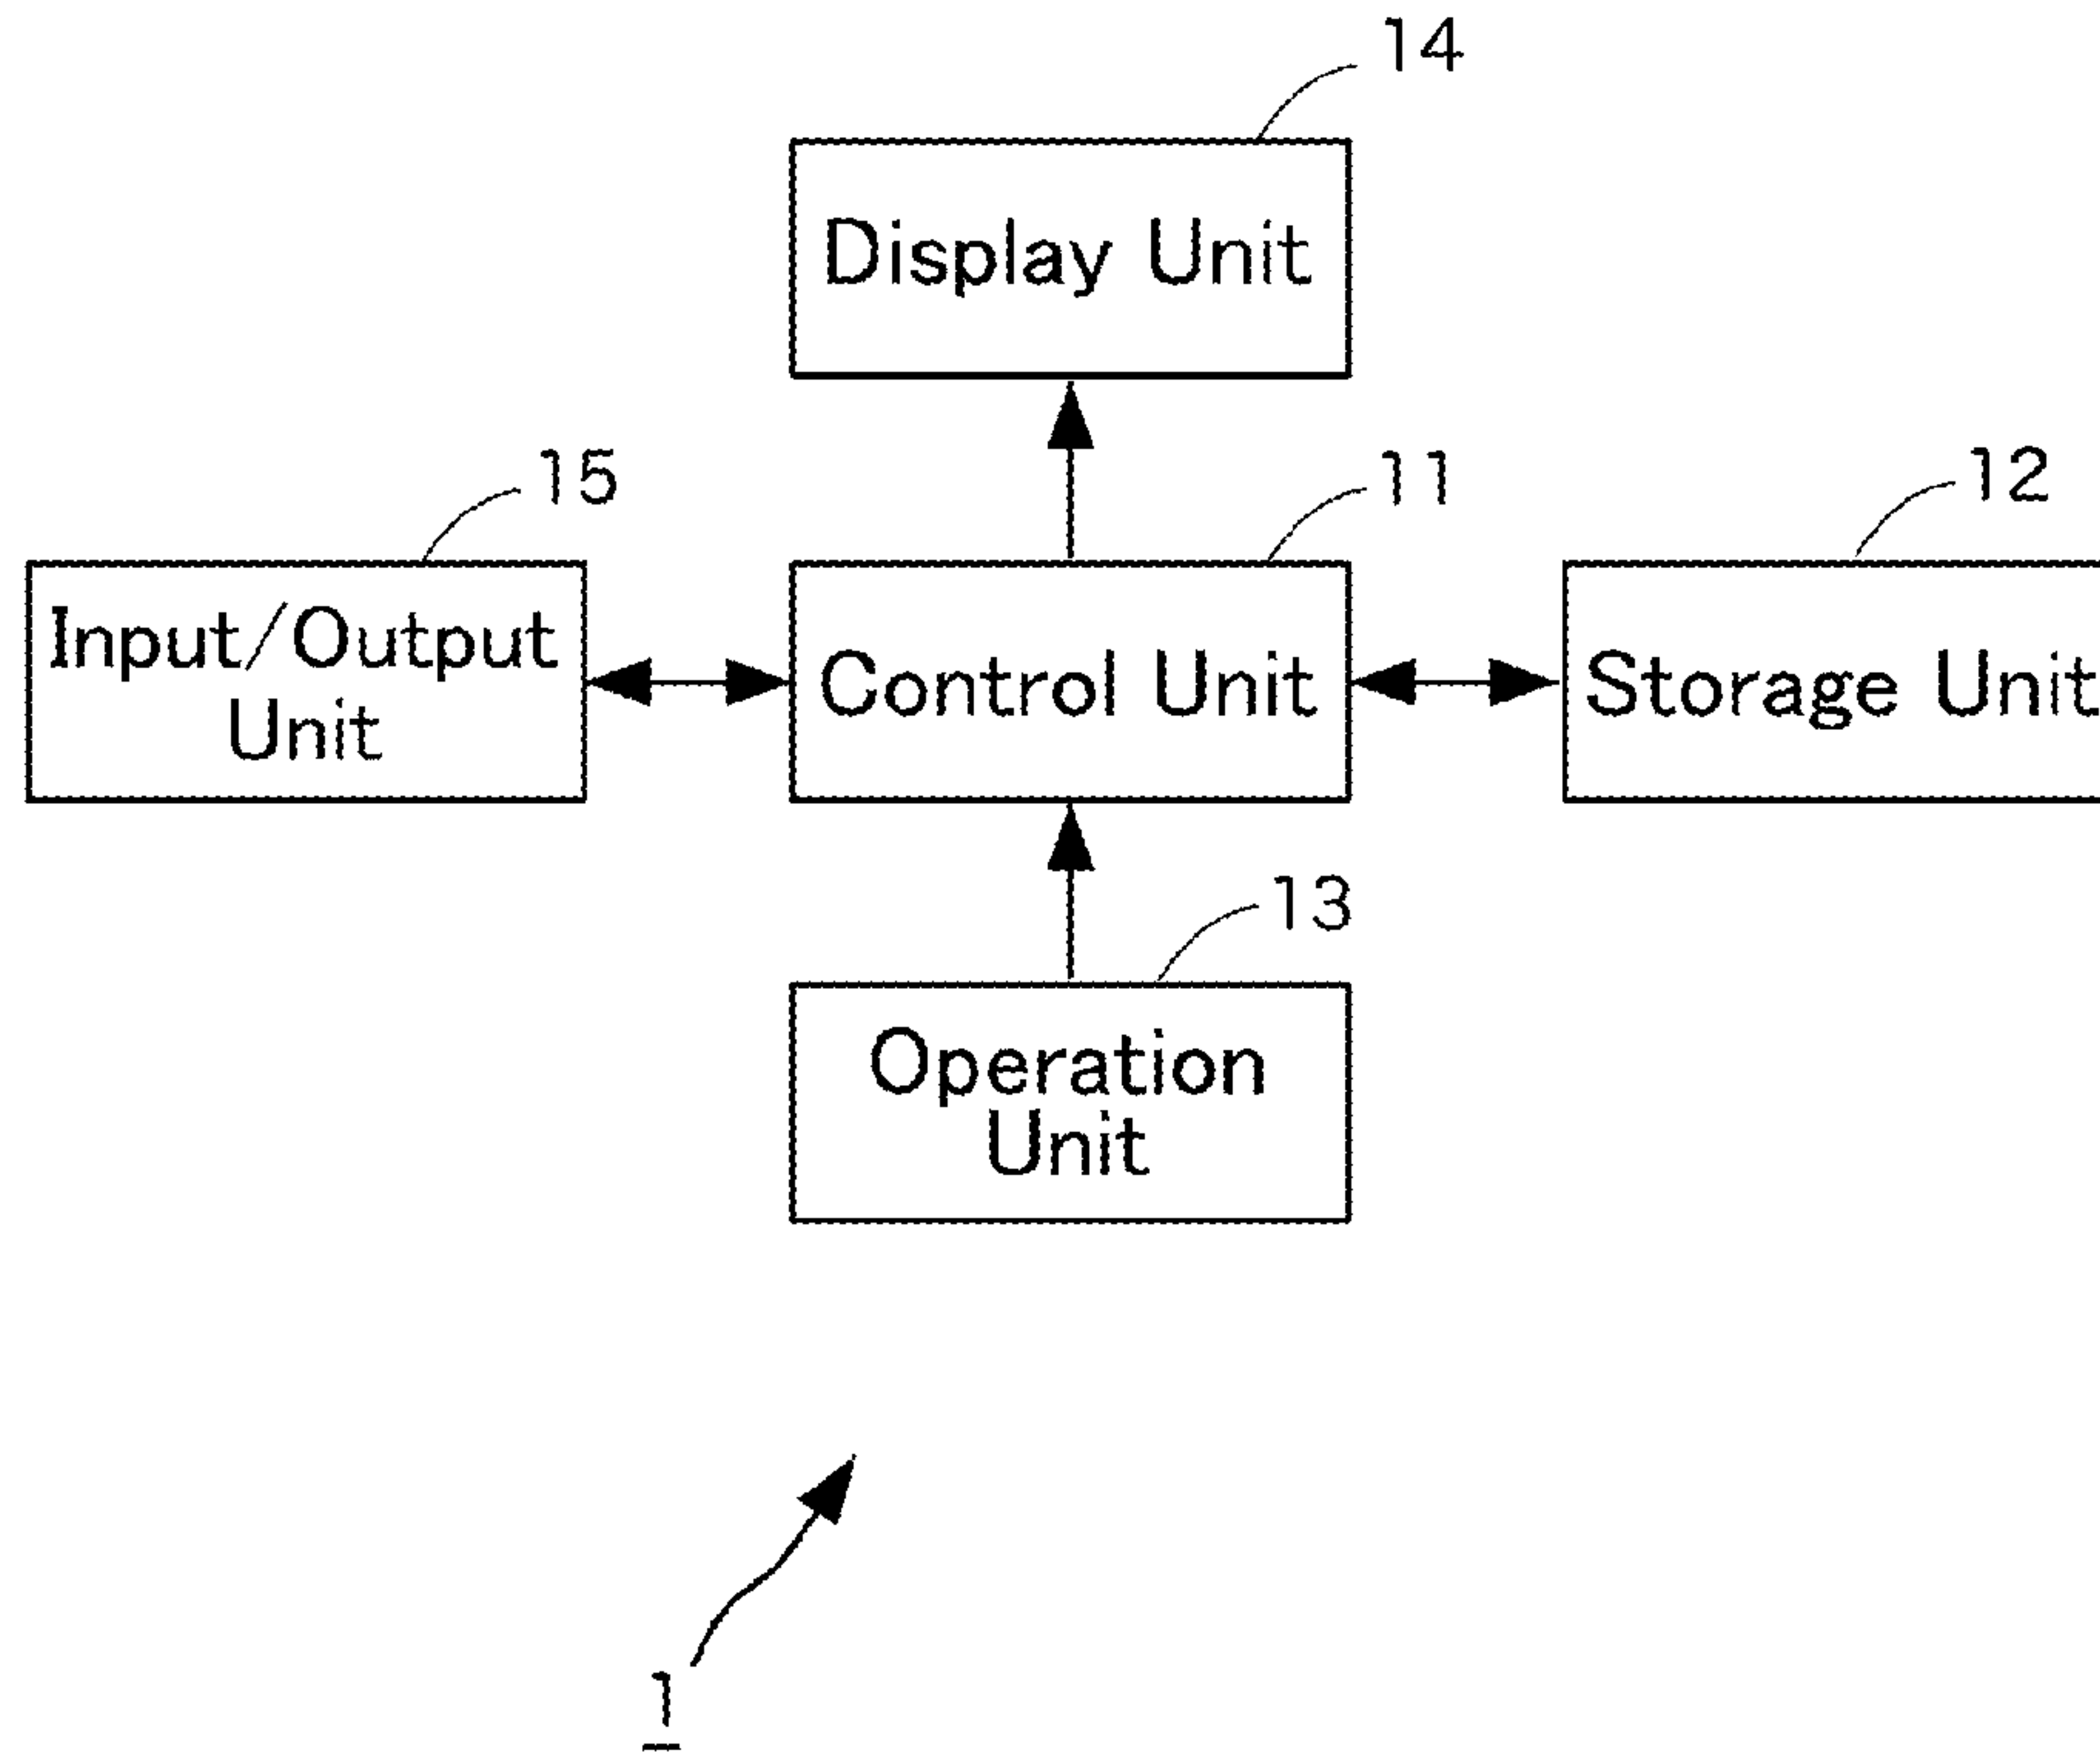 14
Display Unit
15
11
12
Input/Output
Unit
Control Unit
Storage Unit
13
Operation
Unit
1